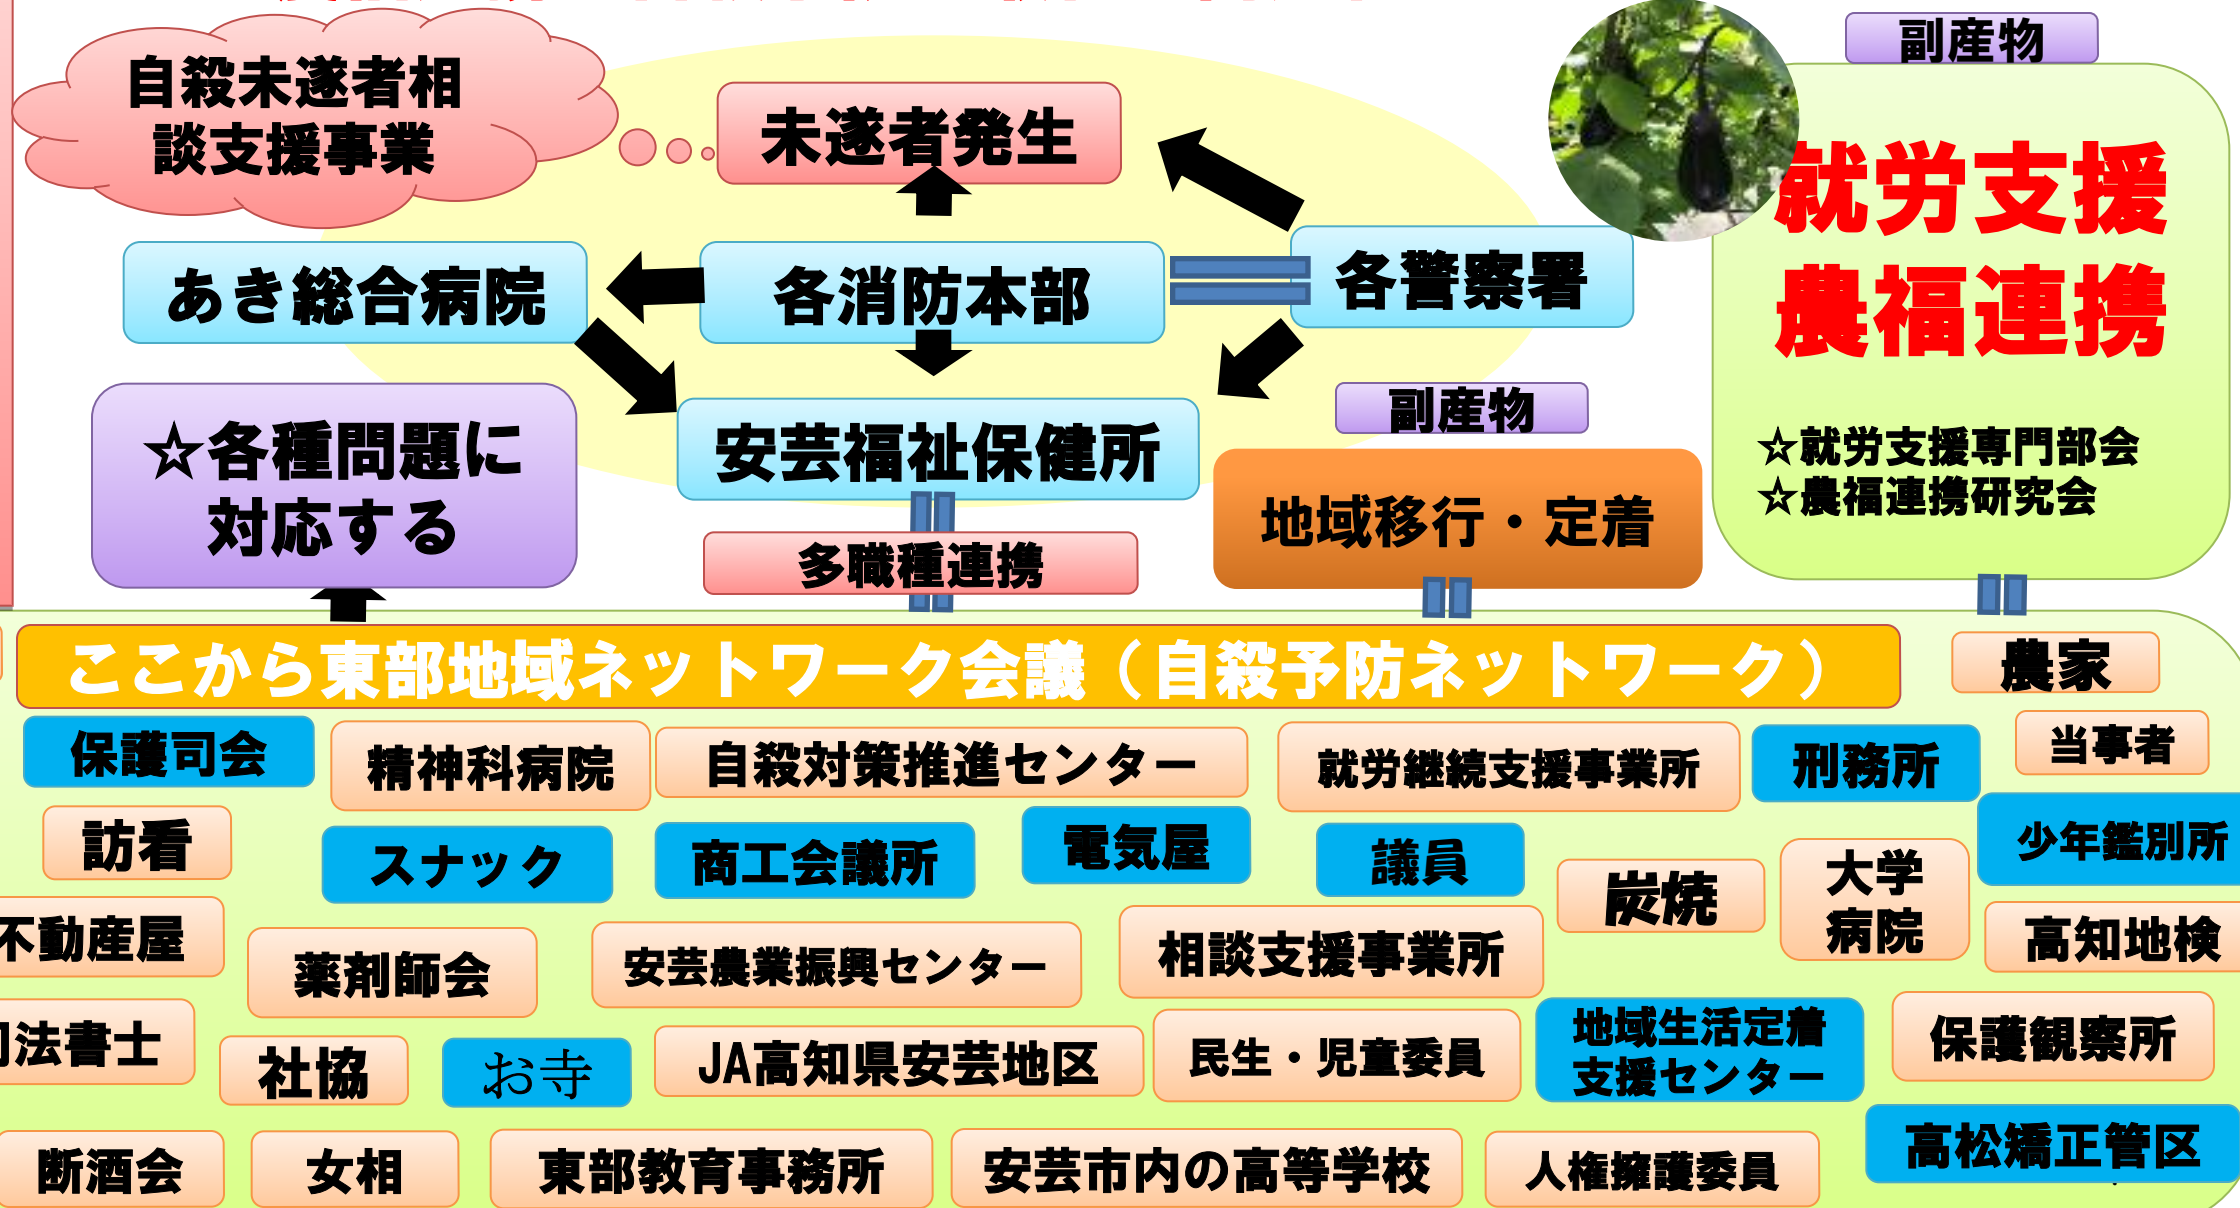 自殺未遂者相
談支援事業
未遂者発生
副産物
就労支援
農福連携
☆就労支援専門部会
☆農福連携研究会
あき総合病院
各消防本部
各警察署
☆各種問題に
対応する
安芸福祉保健所
副産物
地域移行・定着
多職種連携
ここから東部地域ネットワーク会議（自殺予防ネットワーク）
農家
保護司会
精神科病院
自殺対策推進センター
就労継続支援事業所
刑務所
当事者
訪看
スナック
商工会議所
電気屋
議員
炭焼
大学
病院
少年鑑別所
不動産屋
薬剤師会
安芸農業振興センター
相談支援事業所
高知地検
法書士
社協
お寺
JA高知県安芸地区
民生・児童委員
地域生活定着
支援センター
保護観察所
断酒会
女相
東部教育事務所
安芸市内の高等学校
人権擁護委員
高松矯正管区